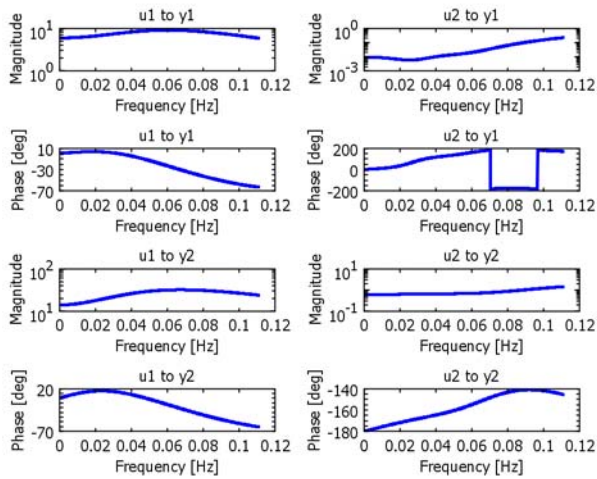 u1 to y1
Magnitude
10^1
10^0
0 0.02 0.04 0.06 0.08 0.1 0.12
Frequency [Hz]
u2 to y1
Magnitude
10^0
10^-3
0 0.02 0.04 0.06 0.08 0.1 0.12
Frequency [Hz]
u1 to y1
Phase [deg]
10
-30
-70
0 0.02 0.04 0.06 0.08 0.1 0.12
Frequency [Hz]
u2 to y1
Phase [deg]
200
0
-200
0 0.02 0.04 0.06 0.08 0.1 0.12
Frequency [Hz]
u1 to y2
Magnitude
10^2
10^1
0 0.02 0.04 0.06 0.08 0.1 0.12
Frequency [Hz]
u2 to y2
Magnitude
10^1
10^-1
0 0.02 0.04 0.06 0.08 0.1 0.12
Frequency [Hz]
u1 to y2
Phase [deg]
20
-70
0 0.02 0.04 0.06 0.08 0.1 0.12
Frequency [Hz]
u2 to y2
Phase [deg]
-140
-160
-180
0 0.02 0.04 0.06 0.08 0.1 0.12
Frequency [Hz]